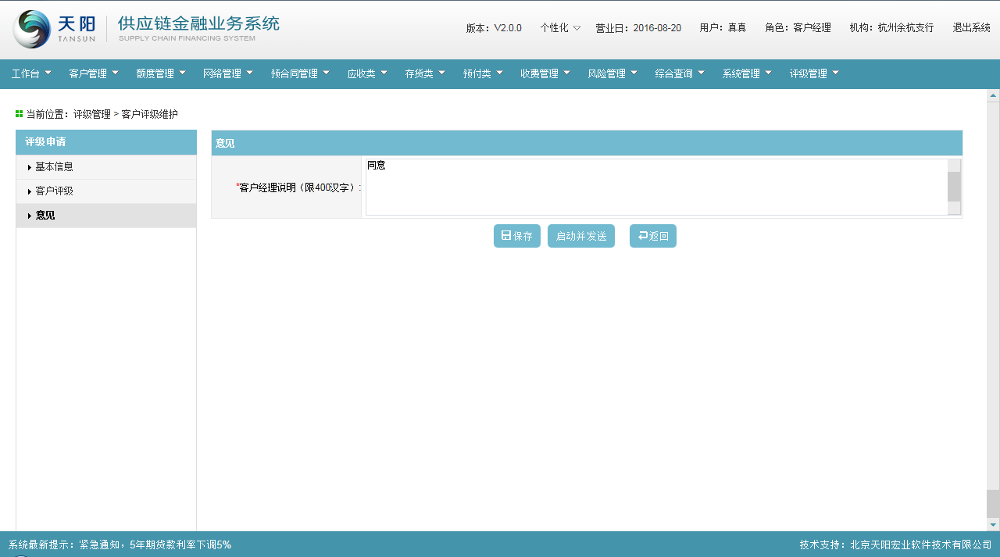 天阳 TANSUN 供应链金融业务系统
SUPPLY CHAIN FINANCING SYSTEM
版本：V2.0.0 个性化 营业日：2016-08-20 用户：真真 角色：客户经理 机构：杭州余杭支行 退出系统
工作台 客户管理 额度管理 网络管理 预合同管理 应收类 存货类 预付类 收费管理 风险管理 综合查询 系统管理 评级管理
当前位置：评级管理 > 客户评级维护
评级申请
基本信息
客户评级
意见
意见
*客户经理说明（限400汉字）:
同意
保存 启动并发送 返回
系统最新提示：紧急通知，5年期贷款利率下调5% 技术支持：北京天阳宏业软件技术有限公司